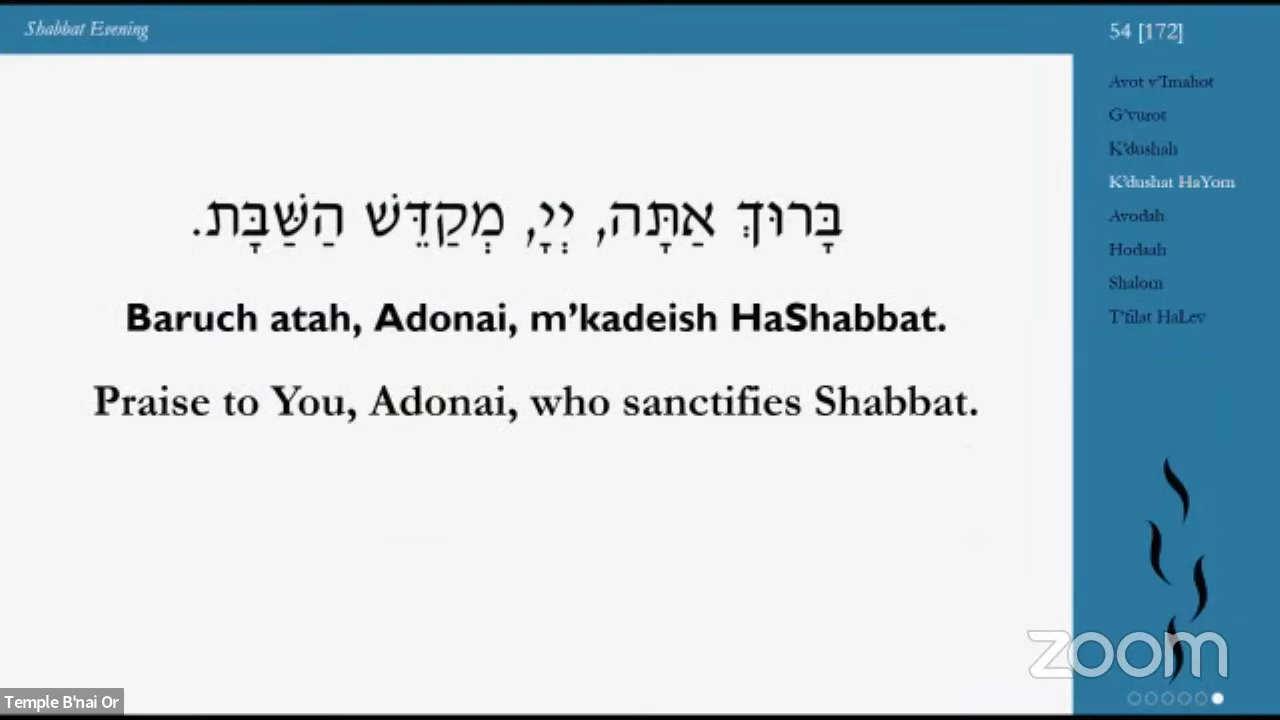 Shabbat Evening
54 [172]
בָּרוּךְ אַתָּה, יְיָ, מְקַדֵּשׁ הַשַּׁבָּת.
Baruch atah, Adonai, m’kadeish HaShabbat.
Praise to You, Adonai, who sanctifies Shabbat.
Avot v’Imahot
G’vurot
K’dushah
K’dushat HaYom
Avodah
Hodaah
Shalom
T’filat HaLev
zoom
Temple B'nai Or